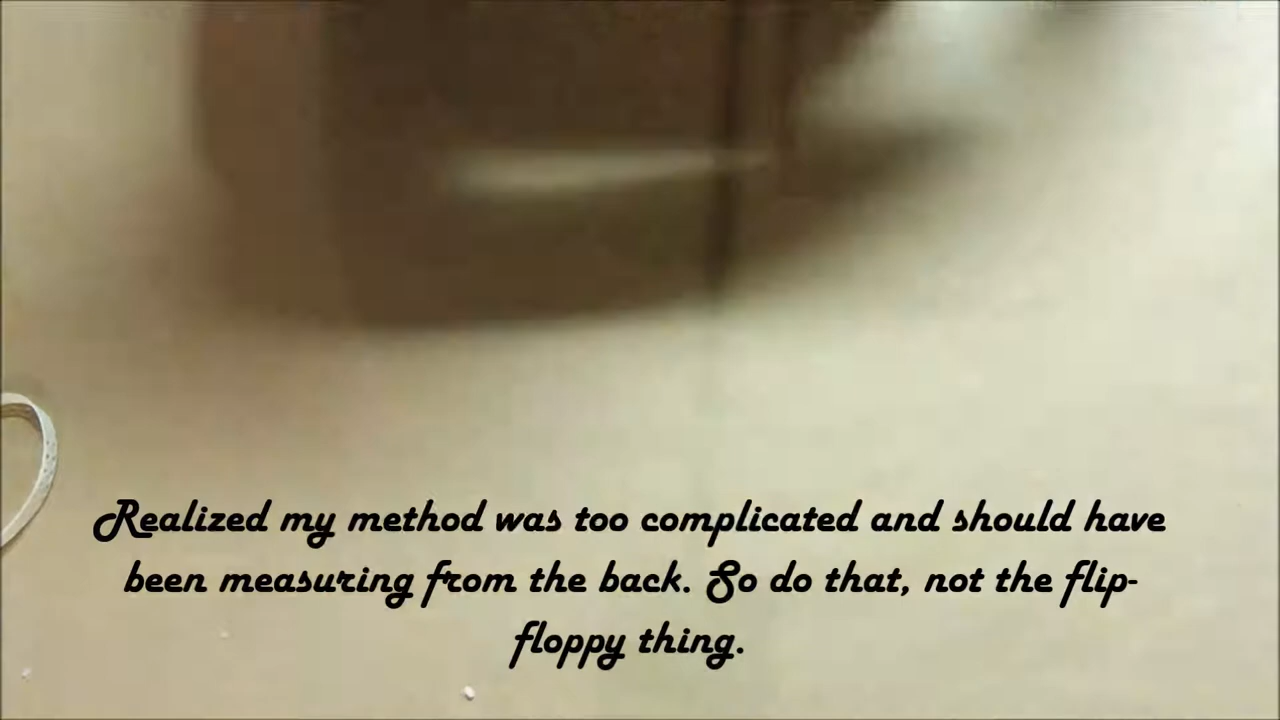 Realized my method was too complicated and should have
been measuring from the back. So do that, not the flip-
floppy thing.